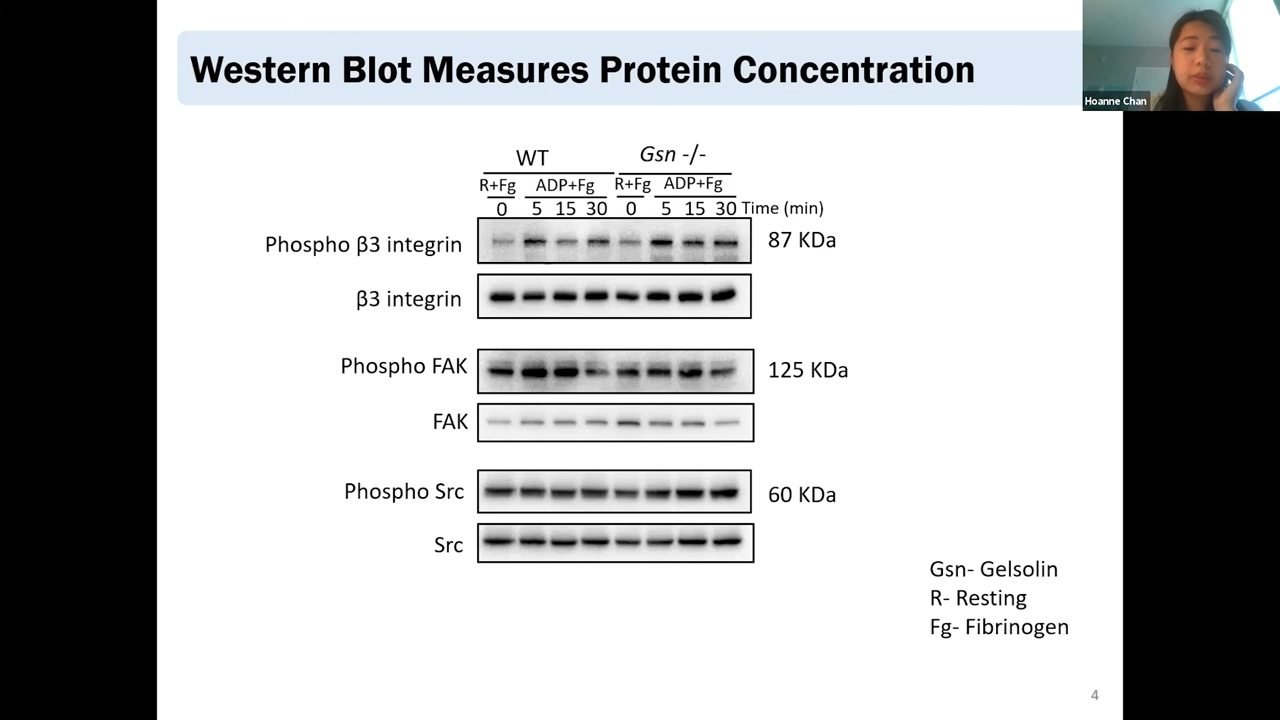 Western Blot Measures Protein Concentration
Hoanne Chan
WT Gsn -/-
R+Fg ADP+Fg R+Fg ADP+Fg
0 5 15 30 0 5 15 30 Time (min)
Phospho β3 integrin 87 KDa
β3 integrin
Phospho FAK 125 KDa
FAK
Phospho Src 60 KDa
Src
Gsn- Gelsolin
R- Resting
Fg- Fibrinogen
4